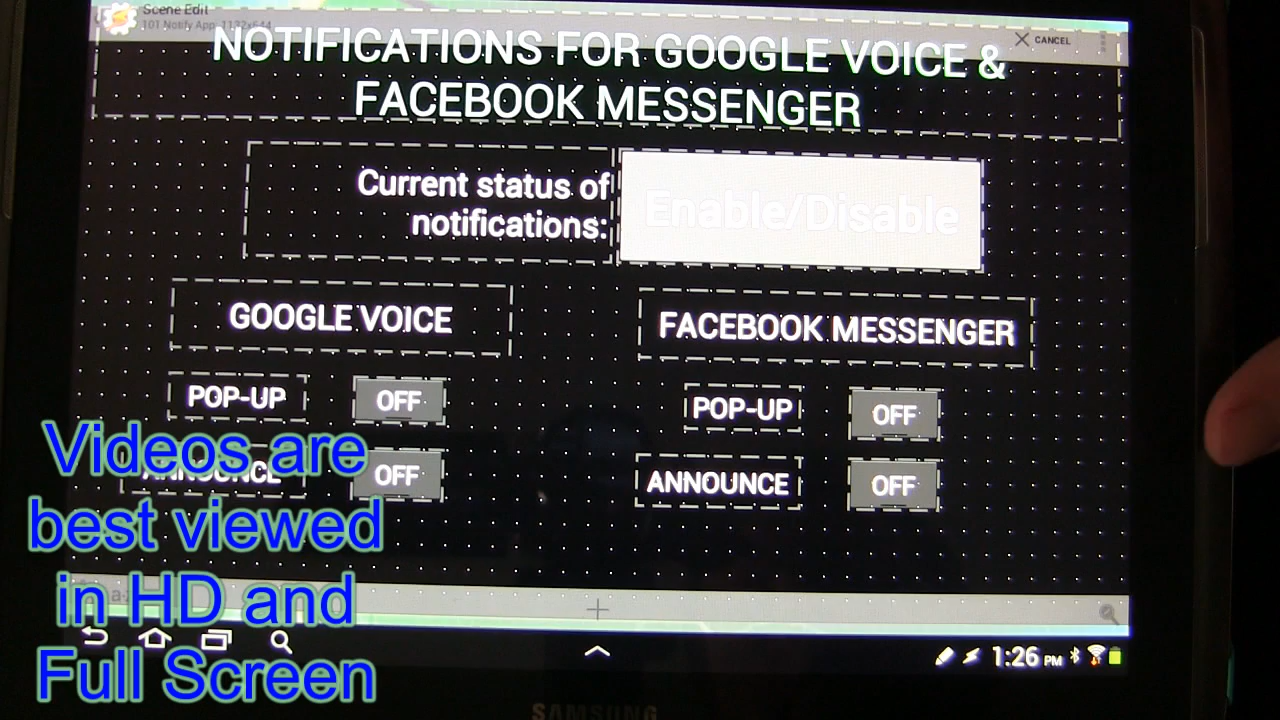 Scene Edit
101 Notify App 1132x644
CANCEL
NOTIFICATIONS FOR GOOGLE VOICE &
FACEBOOK MESSENGER
Current status of
notifications:
Enable/Disable
GOOGLE VOICE
FACEBOOK MESSENGER
POP-UP OFF
POP-UP OFF
ANNOUNCE OFF
ANNOUNCE OFF
Videos are
best viewed
in HD and
Full Screen
1:26 PM
SAMSUNG